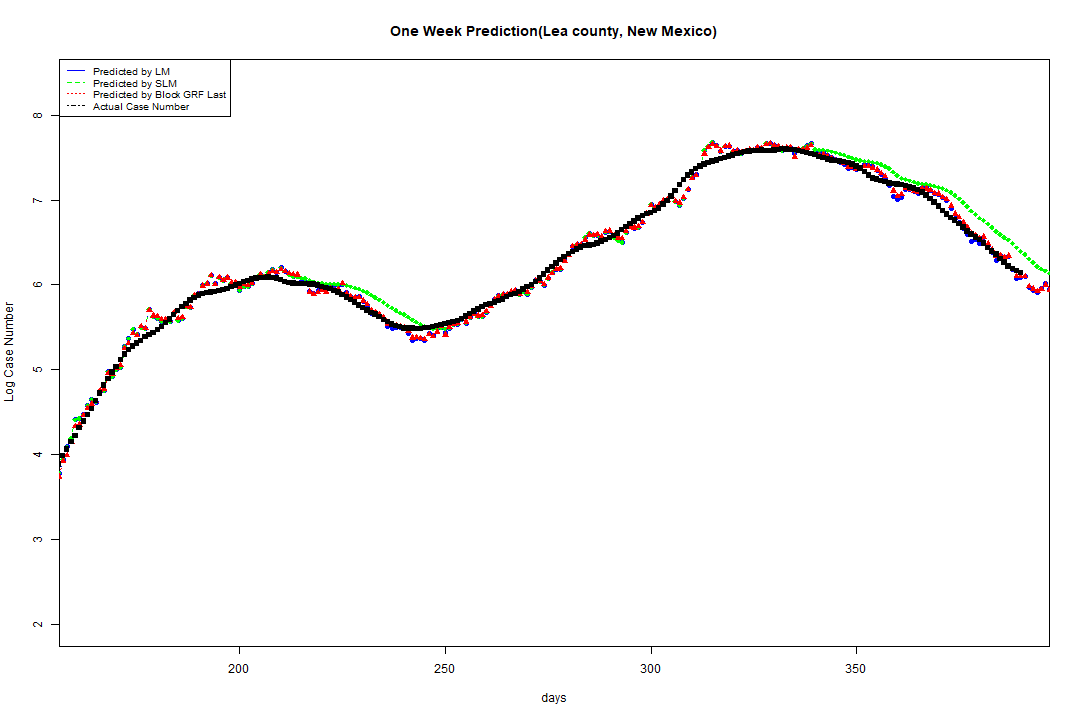 One Week Prediction(Lea county, New Mexico)
Predicted by LM
Predicted by SLM
Predicted by Block GRF Last
Actual Case Number
8
7
6
5
4
3
2
Log Case Number
200
250
300
350
days